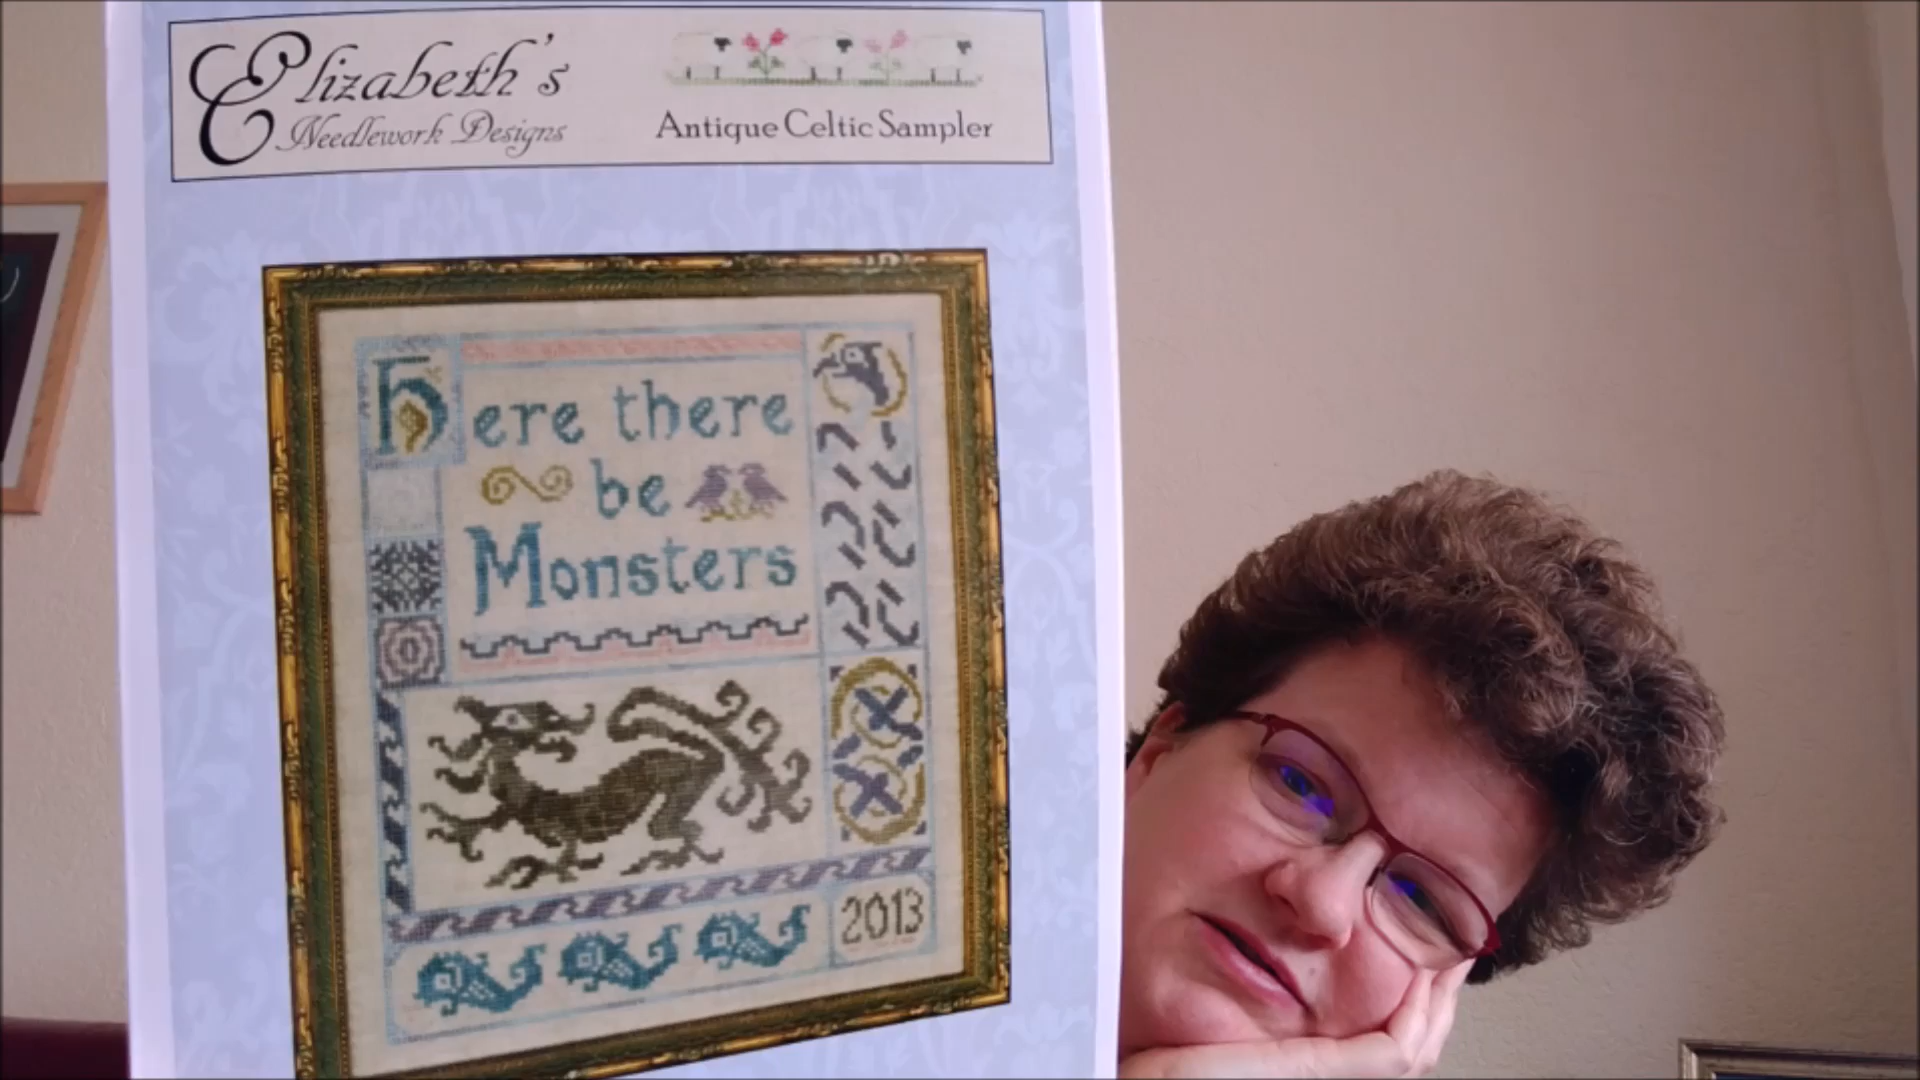 Elizabeth's
Needlework Designs
Antique Celtic Sampler
here there
be
Monsters
2013